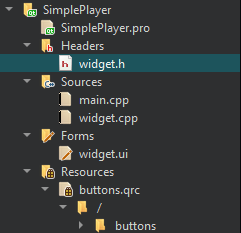 SimplePlayer
SimplePlayer.pro
Headers
widget.h
Sources
main.cpp
widget.cpp
Forms
widget.ui
Resources
buttons.qrc
/
buttons